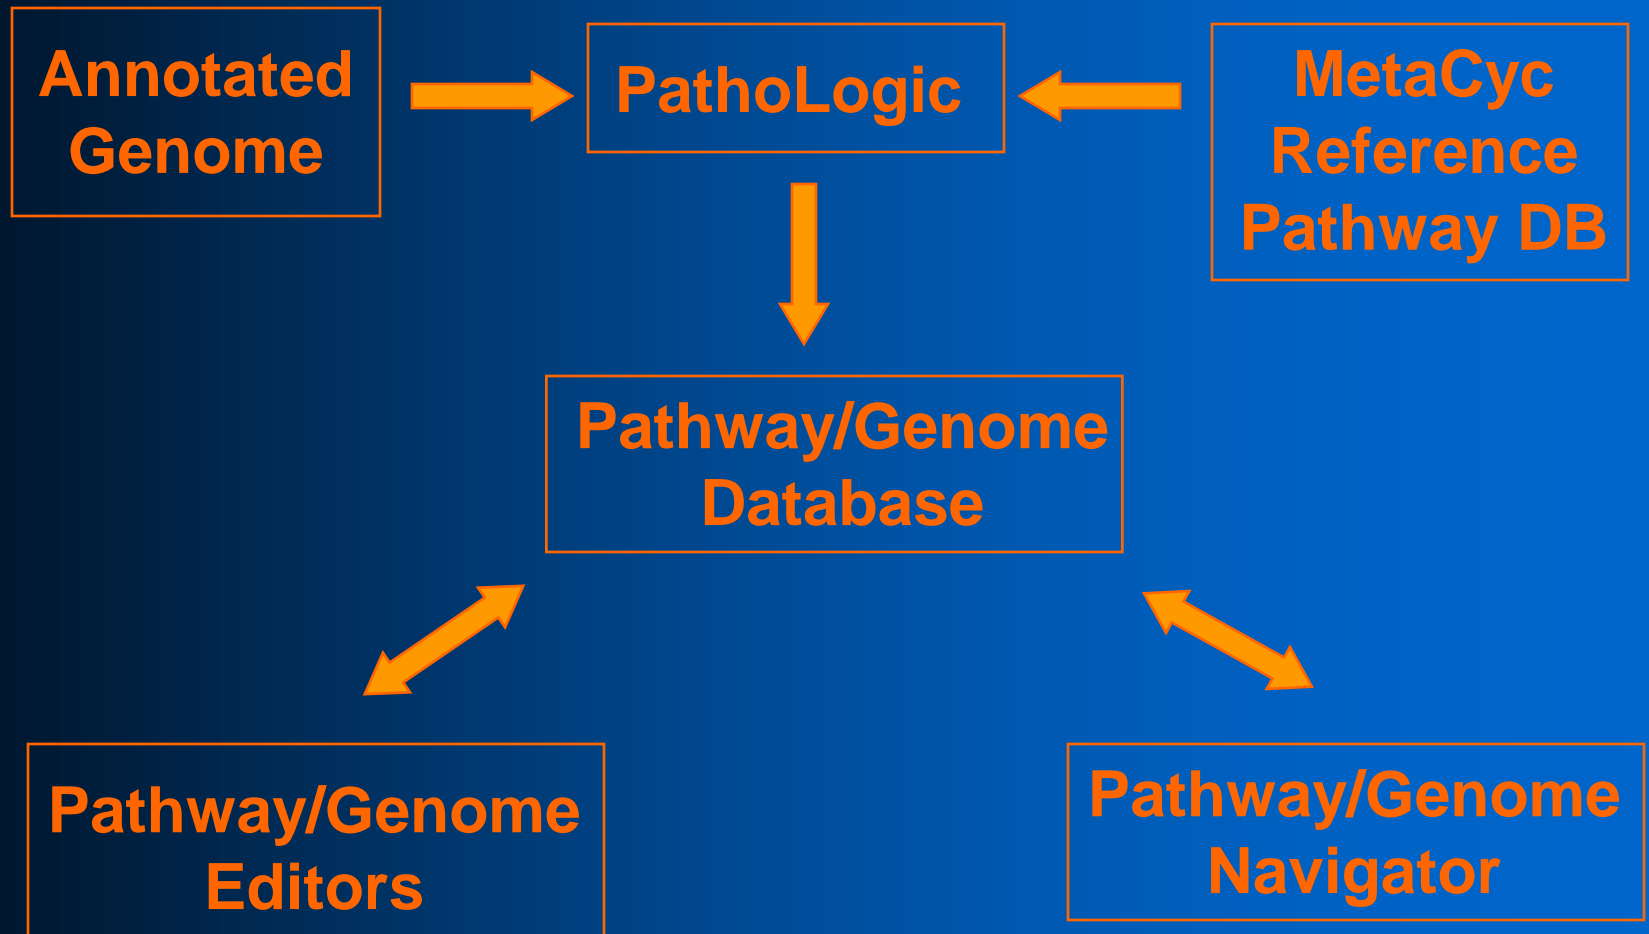 Annotated
Genome
PathoLogic
MetaCyc
Reference
Pathway DB
Pathway/Genome
Database
Pathway/Genome
Editors
Pathway/Genome
Navigator